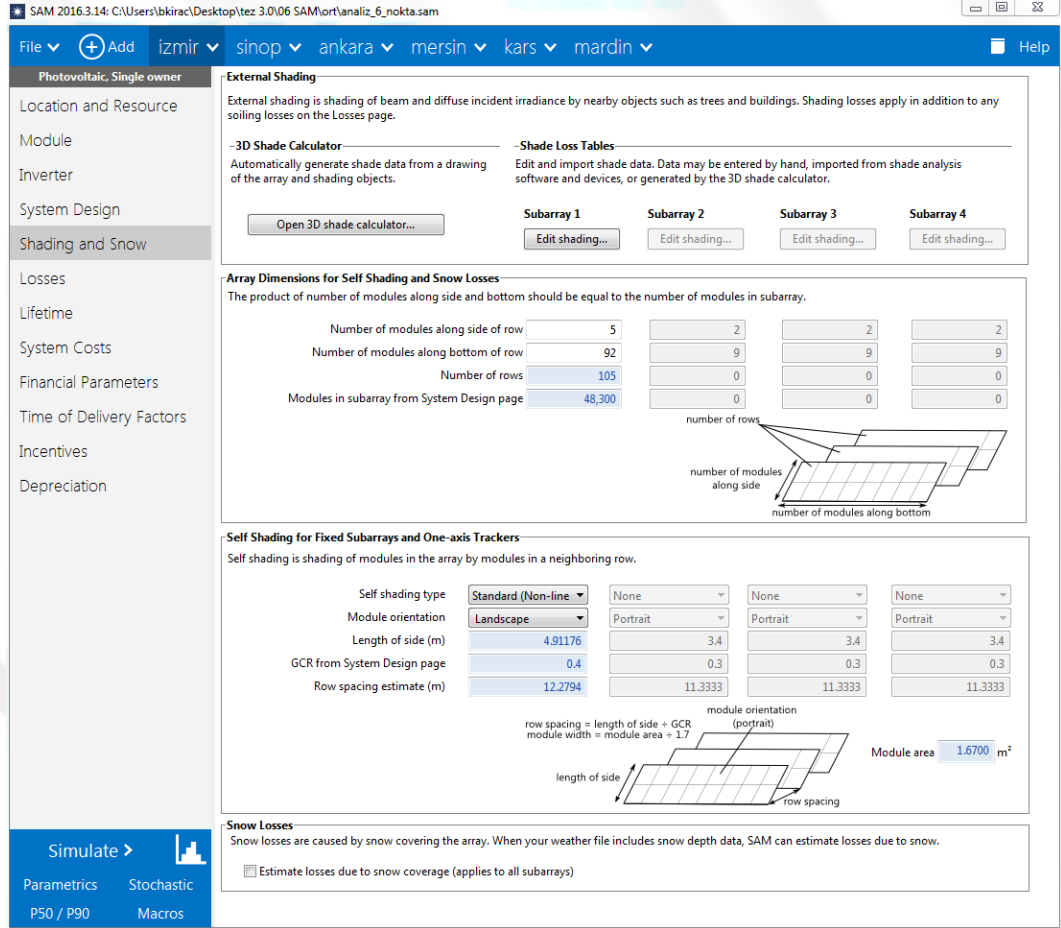 SAM 2016.3.14: C:\Users\bkirac\Desktop\tez 3.0\06 SAM\ort\analiz_6_nokta.sam
File Add izmir sinop ankara mersin kars mardin Help
Photovoltaic, Single owner
Location and Resource
Module
Inverter
System Design
Shading and Snow
Losses
Lifetime
System Costs
Financial Parameters
Time of Delivery Factors
Incentives
Depreciation
Simulate >
Parametrics Stochastic
P50 / P90 Macros
External Shading
External shading is shading of beam and diffuse incident irradiance by nearby objects such as trees and buildings. Shading losses apply in addition to any
soiling losses on the Losses page.
3D Shade Calculator
Automatically generate shade data from a drawing
of the array and shading objects.
Open 3D shade calculator...
Shade Loss Tables
Edit and import shade data. Data may be entered by hand, imported from shade analysis
software and devices, or generated by the 3D shade calculator.
Subarray 1 Subarray 2 Subarray 3 Subarray 4
Edit shading... Edit shading... Edit shading... Edit shading...
Array Dimensions for Self Shading and Snow Losses
The product of number of modules along side and bottom should be equal to the number of modules in subarray.
Number of modules along side of row 5 2 2 2
Number of modules along bottom of row 92 9 9 9
Number of rows 105 0 0 0
Modules in subarray from System Design page 48,300 0 0 0
number of rows
number of modules
along side
number of modules along bottom
Self Shading for Fixed Subarrays and One-axis Trackers
Self shading is shading of modules in the array by modules in a neighboring row.
Self shading type Standard (Non-line None None None
Module orientation Landscape Portrait Portrait Portrait
Length of side (m) 4.91176 3.4 3.4 3.4
GCR from System Design page 0.4 0.3 0.3 0.3
Row spacing estimate (m) 12.2794 11.3333 11.3333 11.3333
module orientation
(portrait)
row spacing = length of side ÷ GCR
module width = module area ÷ 1.7
Module area 1.6700 m²
length of side
row spacing
Snow Losses
Snow losses are caused by snow covering the array. When your weather file includes snow depth data, SAM can estimate losses due to snow.
Estimate losses due to snow coverage (applies to all subarrays)